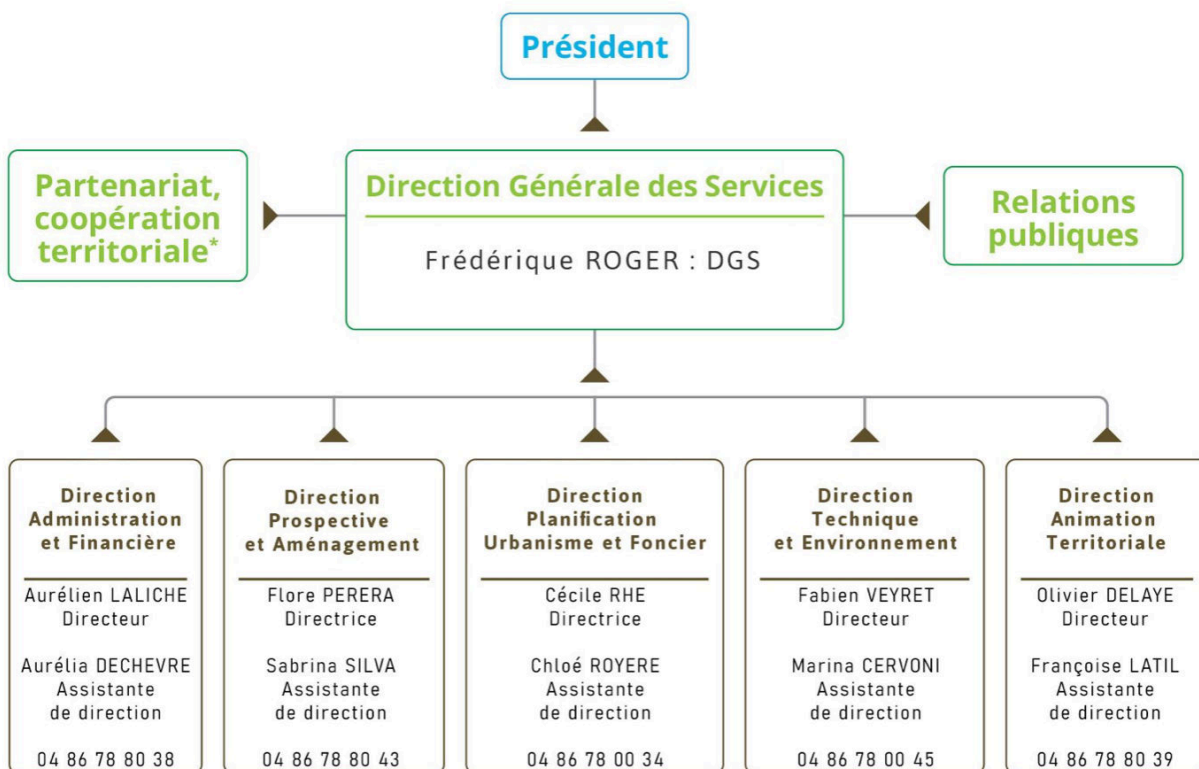 Président
Partenariat,
coopération
territoriale*
Direction Générale des Services
Frédérique ROGER : DGS
Relations
publiques
Direction
Administration
et Financière
Aurélien LALICHE
Directeur
Aurélia DECHEVRE
Assistante
de direction
04 86 78 80 38
Direction
Prospective
et Aménagement
Flore PERERA
Directrice
Sabrina SILVA
Assistante
de direction
04 86 78 80 43
Direction
Planification
Urbanisme et Foncier
Cécile RHE
Directrice
Chloé ROYERE
Assistante
de direction
04 86 78 00 34
Direction
Technique
et Environnement
Fabien VEYRET
Directeur
Marina CERVONI
Assistante
de direction
04 86 78 00 45
Direction
Animation
Territoriale
Olivier DELAYE
Directeur
Françoise LATIL
Assistante
de direction
04 86 78 80 39